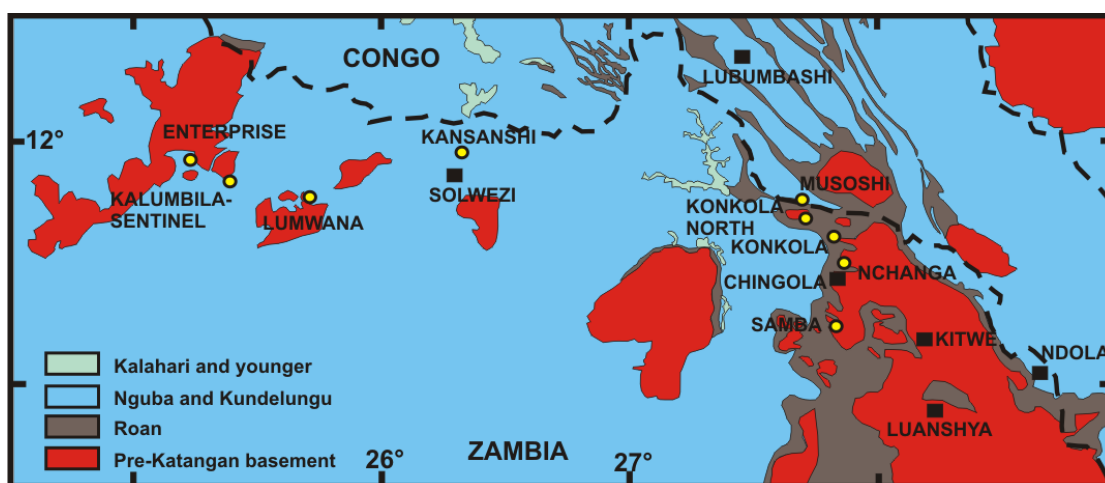 CONGO
LUBUMBASHI
12°
ENTERPRISE
KANSANSHI
KALUMBILA-
SENTINEL
LUMWANA
SOLWEZI
MUSOSHI
KONKOLA
NORTH
KONKOLA
NCHANGA
CHINGOLA
SAMBA
KITWE
NDOLA
LUANSHYA
Kalahari and younger
Nguba and Kundelungu
Roan
Pre-Katangan basement
26°
ZAMBIA
27°